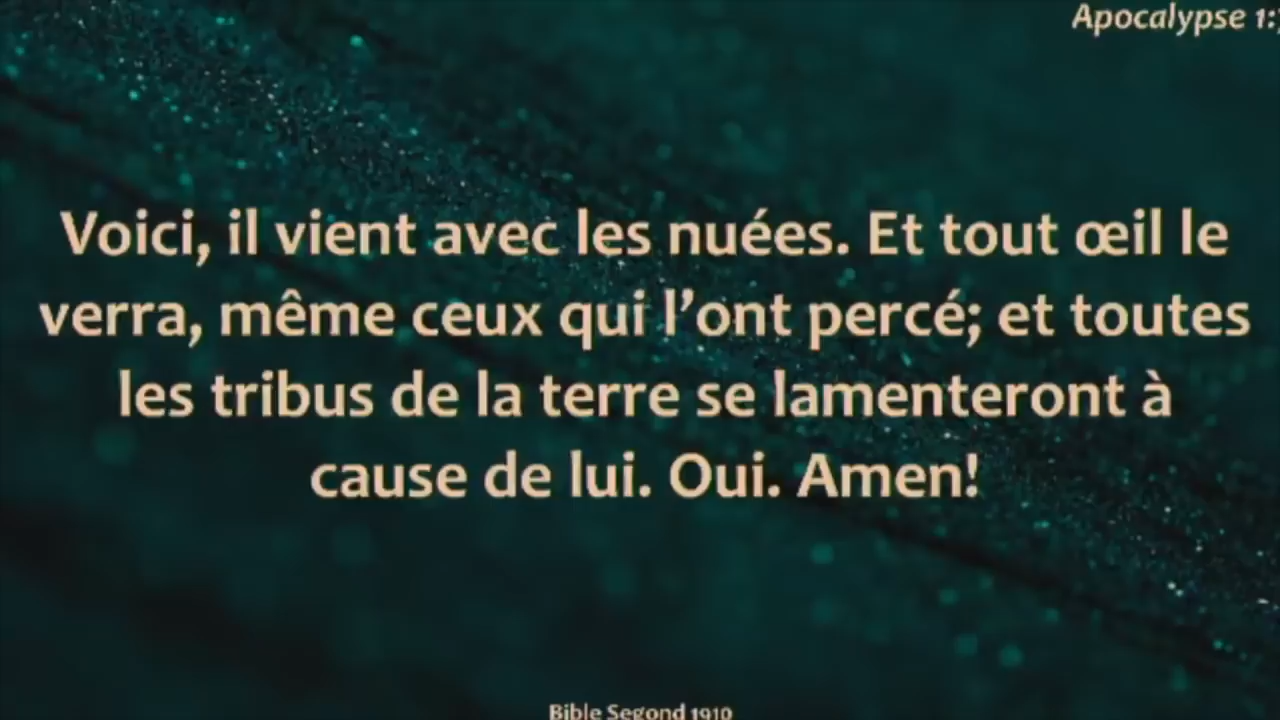 Apocalypse 1:7
Voici, il vient avec les nuées. Et tout œil le
verra, même ceux qui l’ont percé; et toutes
les tribus de la terre se lamenteront à
cause de lui. Oui. Amen!
Bible Segond 1910